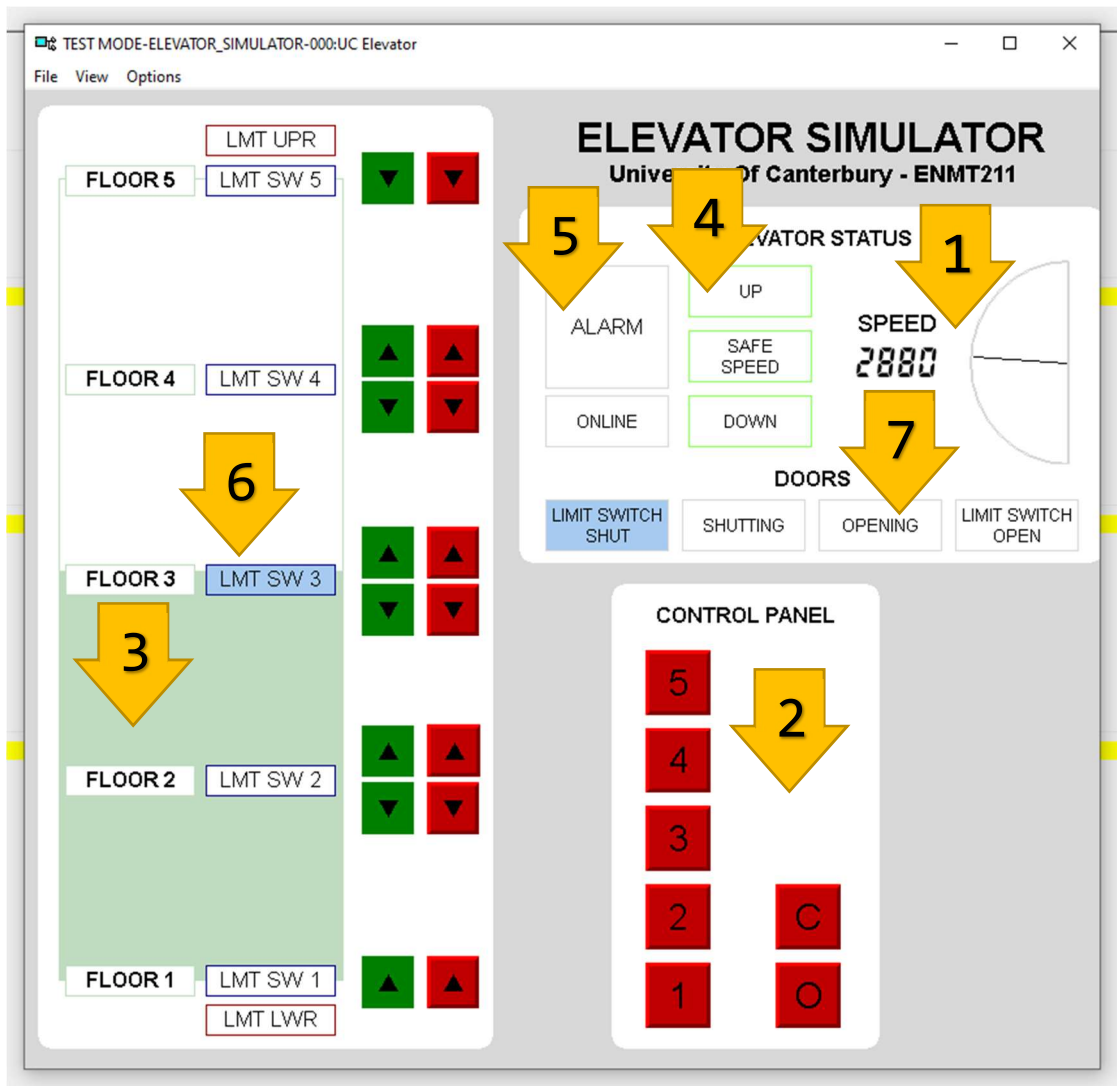 TEST MODE-ELEVATOR_SIMULATOR-000:UC Elevator
File View Options
LMT UPR
FLOOR 5 LMT SW 5 ▼ ▼
FLOOR 4 LMT SW 4 ▲ ▲
▼ ▼
6
FLOOR 3 LMT SW 3 ▲ ▲
▼ ▼
3
FLOOR 2 LMT SW 2 ▲ ▲
▼ ▼
FLOOR 1 LMT SW 1 ▲ ▲
LMT LWR
ELEVATOR SIMULATOR
Of Canterbury - ENMT211
5
4
STATUS
1
ALARM
UP
SPEED
2880
SAFE
SPEED
ONLINE
DOWN
7
DOORS
LIMIT SWITCH
SHUT
SHUTTING
OPENING
LIMIT SWITCH
OPEN
CONTROL PANEL
5
2
4
3
2 C
1 O